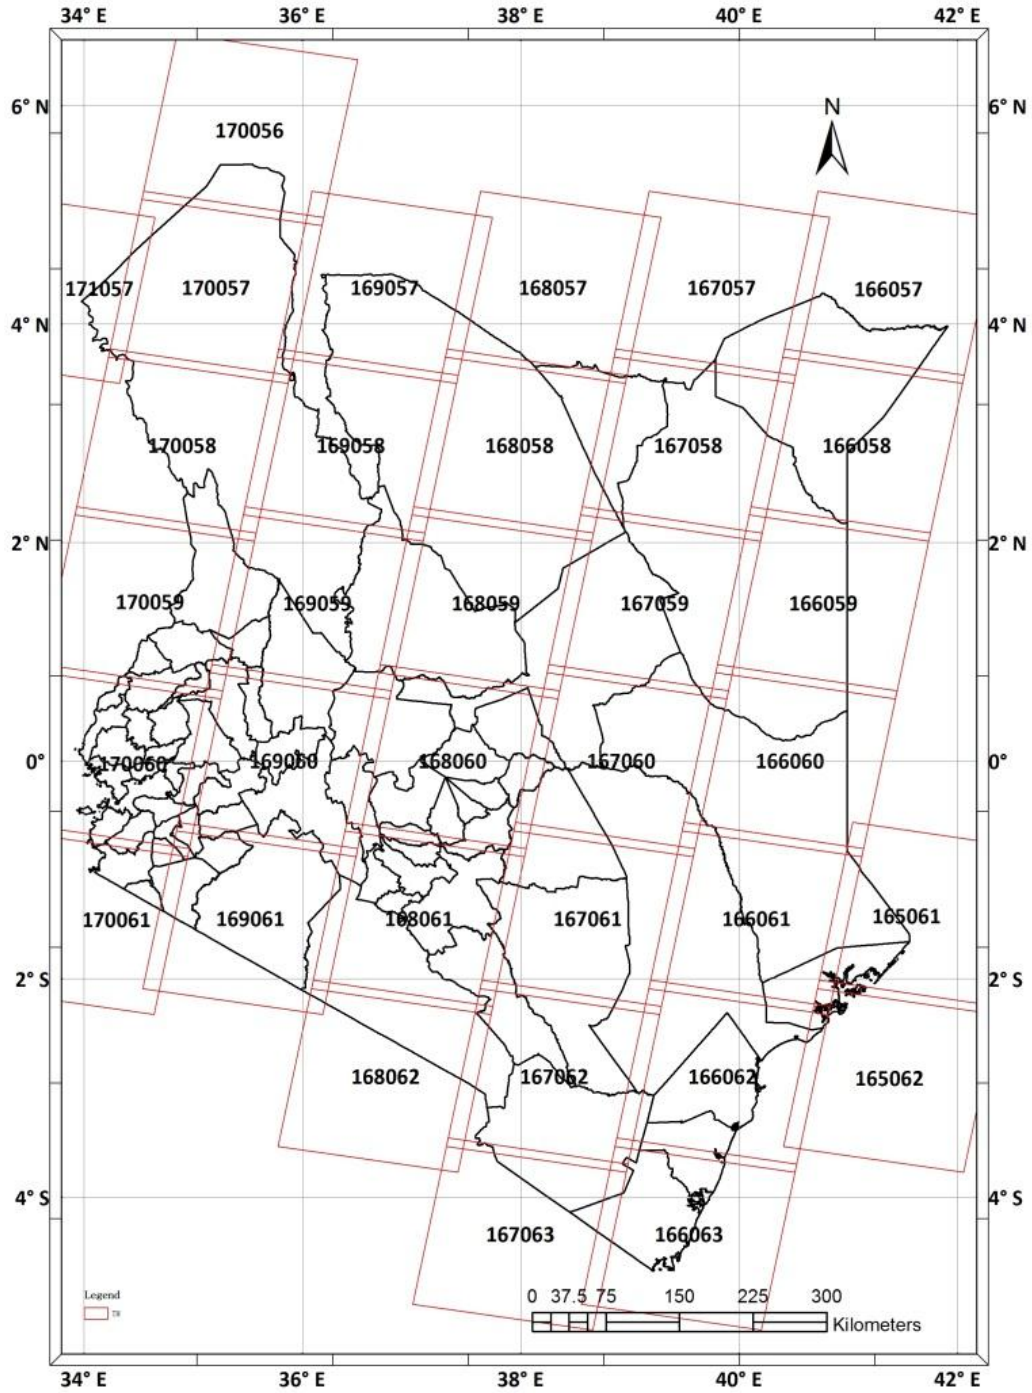 34° E 36° E 38° E 40° E 42° E
6° N 6° N
N
170056
171057 170057 169057 168057 167057 166057
4° N 4° N
170058 169058 168058 167058 166058
2° N 2° N
170059 169059 168059 167059 166059
0° 170060 169060 168060 167060 166060 0°
170061 169061 168061 167061 166061 165061
2° S 2° S
168062 167062 166062 165062
4° S 4° S
167063 166063
Legend
0 37.5 75 150 225 300
Kilometers
34° E 36° E 38° E 40° E 42° E